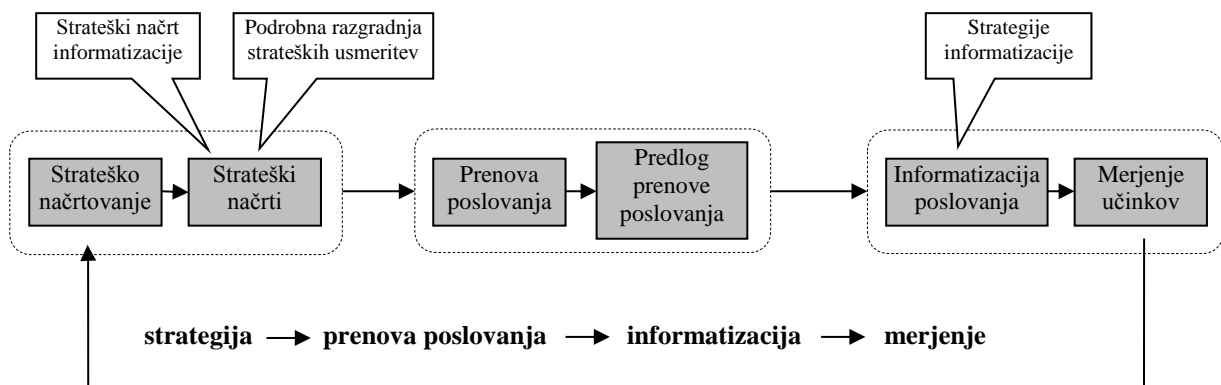 Strateški načrt
informatizacije
Podrobna razgradnja
strateških usmeritev
Strategije
informatizacije
Strateško
načrtovanje
Strateški
načrti
Prenova
poslovanja
Predlog
prenove
poslovanja
Informatizacija
poslovanja
Merjenje
učinkov
strategija prenova poslovanja informatizacija merjenje